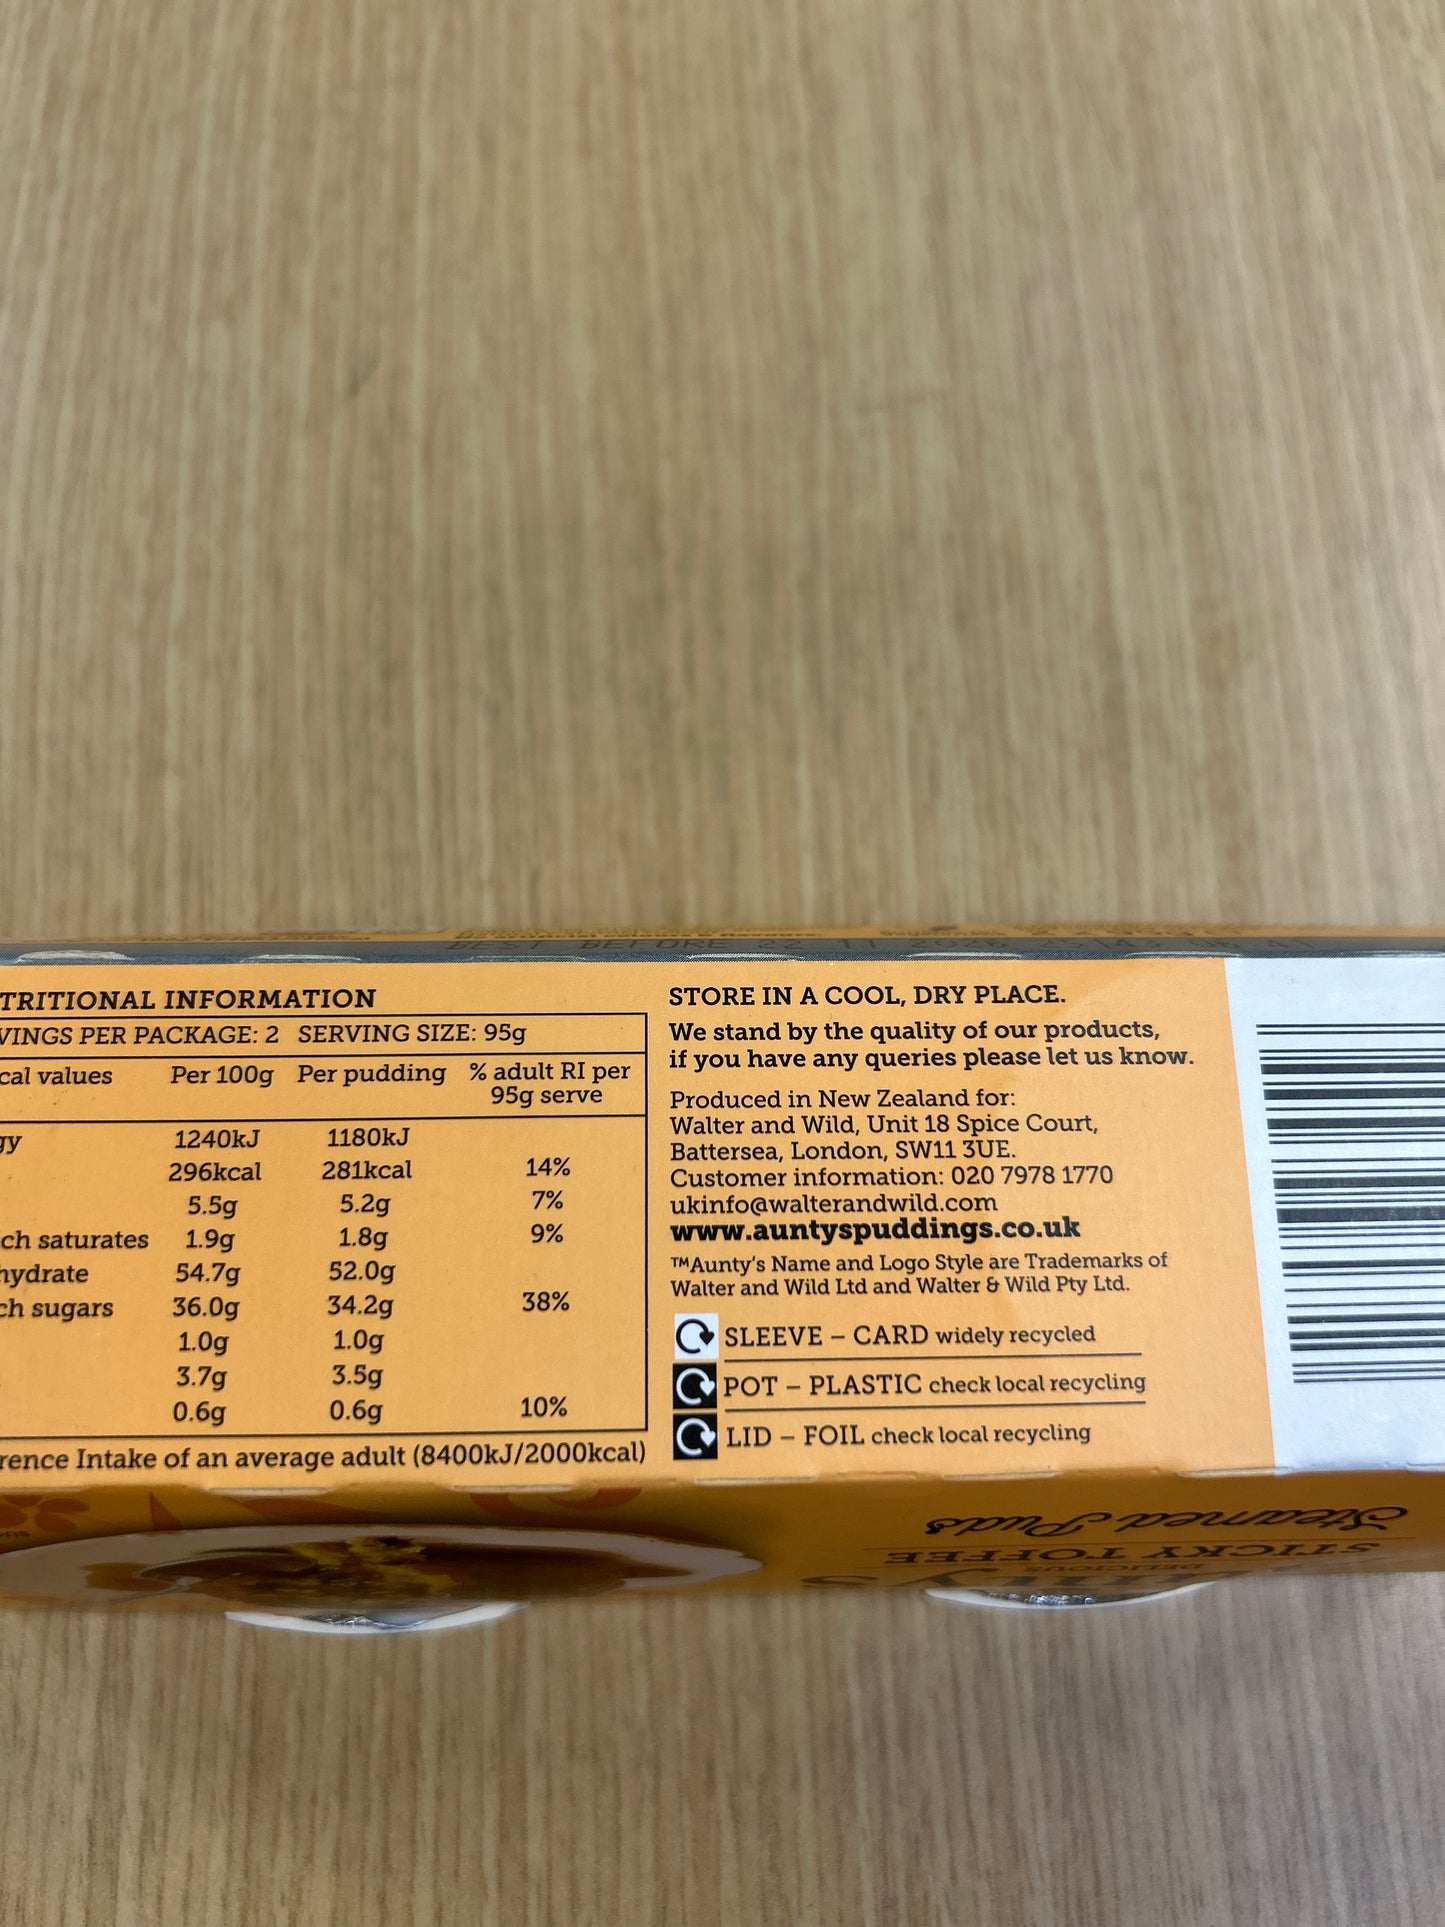 BEST BEFORE 22 11 2026
TRITIONAL INFORMATION
VINGS PER PACKAGE: 2 SERVING SIZE: 95g
cal values Per 100g Per pudding % adult RI per
95g serve
gy 1240kJ 1180kJ
296kcal 281kcal 14%
5.5g 5.2g 7%
ch saturates 1.9g 1.8g 9%
hydrate 54.7g 52.0g
ch sugars 36.0g 34.2g 38%
1.0g 1.0g
3.7g 3.5g
0.6g 0.6g 10%
rence Intake of an average adult (8400kJ/2000kcal)
STORE IN A COOL, DRY PLACE.
We stand by the quality of our products,
if you have any queries please let us know.
Produced in New Zealand for:
Walter and Wild, Unit 18 Spice Court,
Battersea, London, SW11 3UE.
Customer information: 020 7978 1770
ukinfo@walterandwild.com
www.auntyspuddings.co.uk
™Aunty's Name and Logo Style are Trademarks of
Walter and Wild Ltd and Walter & Wild Pty Ltd.
SLEEVE – CARD widely recycled
POT – PLASTIC check local recycling
LID – FOIL check local recycling
DELICIOUS
STICKY TOFFEE
Steamed Puds